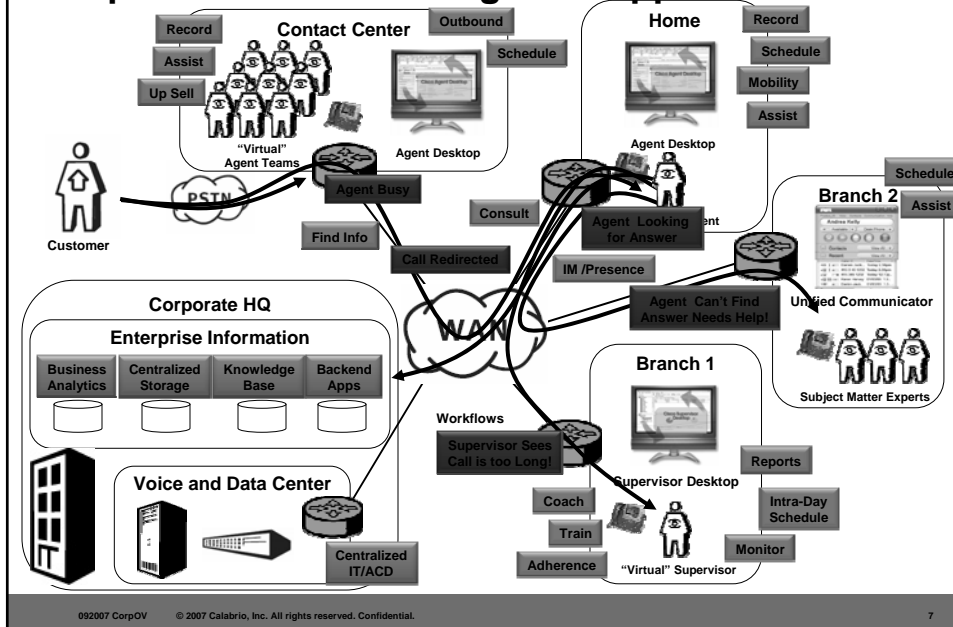 Contact Center
Record
Assist
Up Sell
Outbound
Schedule
"Virtual"
Agent Teams
Agent Desktop
Home
Record
Schedule
Mobility
Assist
Agent Desktop
Customer
PSTN
Agent Busy
Find Info
Call Redirected
Consult
Agent Looking
for Answer
IM /Presence
WAN
Branch 2
Schedule
Assist
Andrea Kelly
Unified Communicator
Agent Can't Find
Answer Needs Help!
Subject Matter Experts
Corporate HQ
Enterprise Information
Business
Analytics
Centralized
Storage
Knowledge
Base
Backend
Apps
IT
Voice and Data Center
Centralized
IT/ACD
Branch 1
Workflows
Supervisor Sees
Call is too Long!
Supervisor Desktop
Coach
Train
Adherence
"Virtual" Supervisor
Reports
Intra-Day
Schedule
Monitor
092007 CorpOV © 2007 Calabrio, Inc. All rights reserved. Confidential. 7